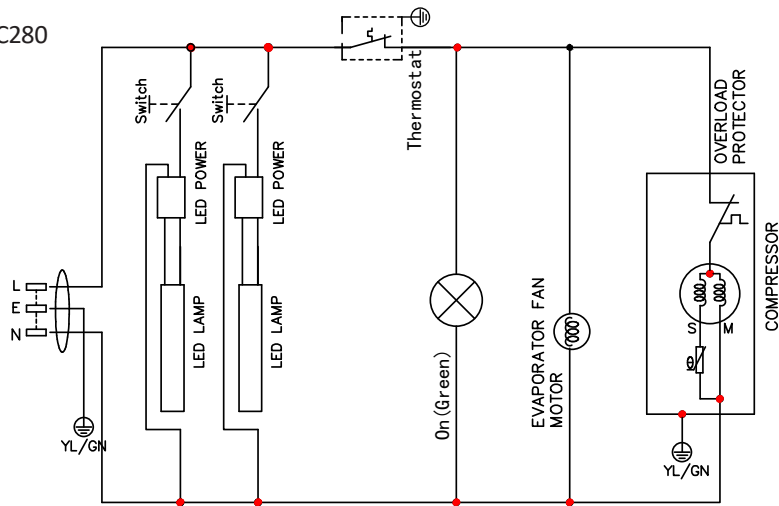 C280
Switch
Switch
Thermostat
OVERLOAD
PROTECTOR
LED POWER
LED POWER
COMPRESSOR
L
E
N
LED LAMP
LED LAMP
On(Green)
EVAPORATOR FAN
MOTOR
S
M
θ
YL/GN
YL/GN